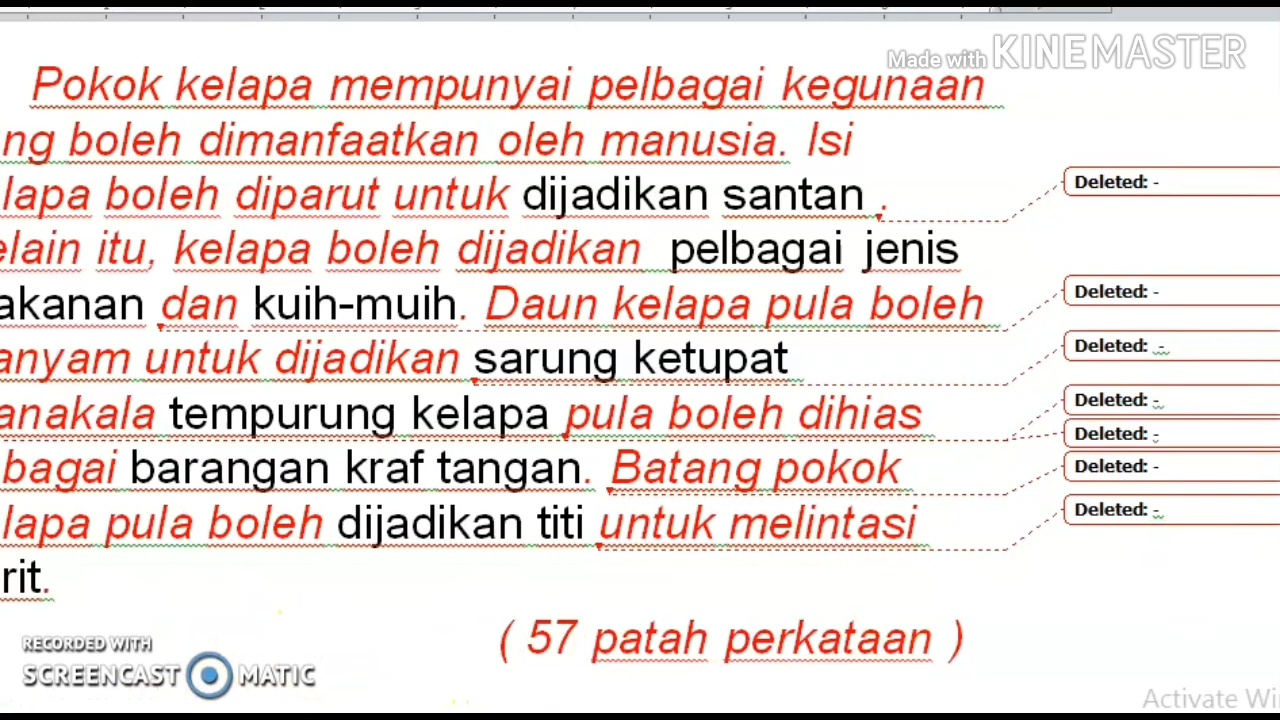 Made with KINEMASTER
Pokok kelapa mempunyai pelbagai kegunaan
ng boleh dimanfaatkan oleh manusia. Isi
lapa boleh diparut untuk dijadikan santan .
elain itu, kelapa boleh dijadikan pelbagai jenis
akanan dan kuih-muih. Daun kelapa pula boleh
anyam untuk dijadikan sarung ketupat
anakala tempurung kelapa pula boleh dihias
bagai barangan kraf tangan. Batang pokok
lapa pula boleh dijadikan titi untuk melintasi
rit.
( 57 patah perkataan )
Deleted: -
Deleted: -
Deleted: -
Deleted: -
Deleted: -
Deleted: -
Deleted: -
RECORDED WITH
SCREENCAST MATIC
Activate Wi